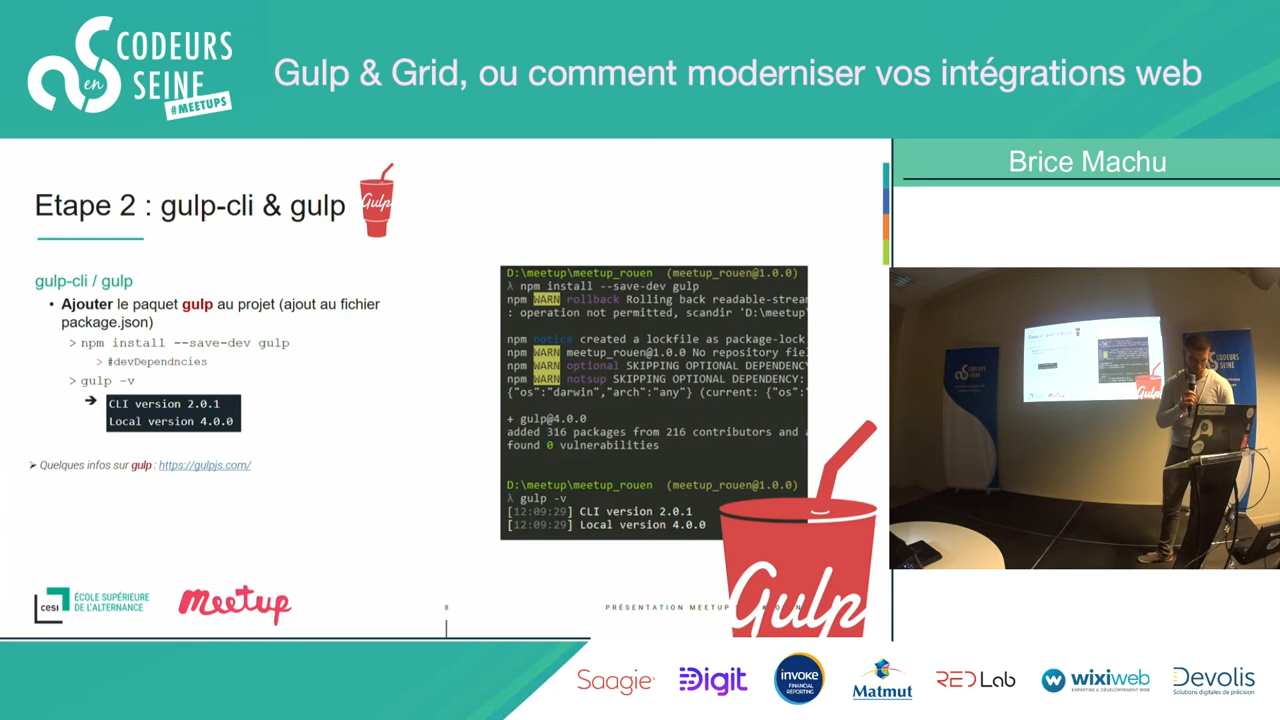 CODEURS
en
SEINE
#MEETUPS
Gulp & Grid, ou comment moderniser vos intégrations web
Brice Machu
Etape 2 : gulp-cli & gulp
Gulp
gulp-cli / gulp
• Ajouter le paquet gulp au projet (ajout au fichier
package.json)
> npm install --save-dev gulp
> #devDependncies
> gulp -v
➔ CLI version 2.0.1
Local version 4.0.0
➢ Quelques infos sur gulp : https://gulpjs.com/
D:\meetup\meetup_rouen (meetup_rouen@1.0.0)
λ npm install --save-dev gulp
npm WARN rollback Rolling back readable-strea
: operation not permitted, scandir 'D:\meetup
npm notice created a lockfile as package-lock
npm WARN meetup_rouen@1.0.0 No repository fie
npm WARN optional SKIPPING OPTIONAL DEPENDENCY
npm WARN notsup SKIPPING OPTIONAL DEPENDENCY:
{"os":"darwin","arch":"any"} (current: {"os":"
+ gulp@4.0.0
added 316 packages from 216 contributors and a
found 0 vulnerabilities
D:\meetup\meetup_rouen (meetup_rouen@1.0.0)
λ gulp -v
[12:09:29] CLI version 2.0.1
[12:09:29] Local version 4.0.0
Gulp
cesi ÉCOLE SUPÉRIEURE
DE L'ALTERNANCE
meetup
8
PRÉSENTATION MEETUP
CODEURS
SEINE
Gulp
Saagie
Digit
invoke
FINANCIAL
REPORTING
Matmut
RED Lab
wixiweb
EXPERTISE & DÉVELOPPEMENT WEB
Devolis
Solutions digitales de précision